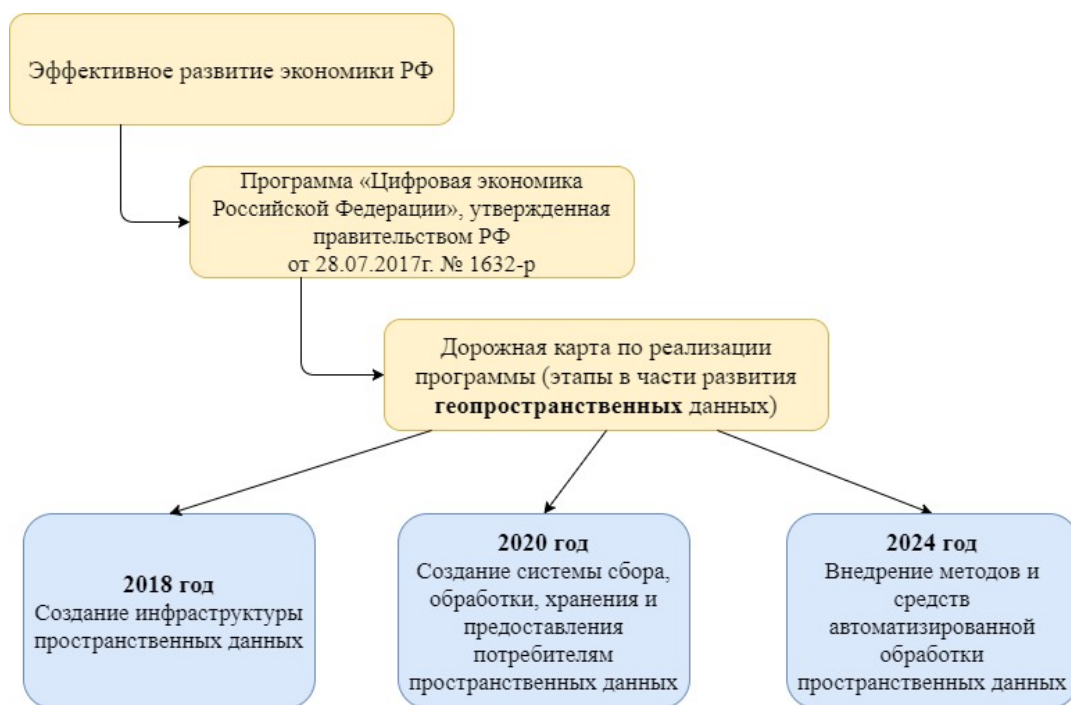 Эффективное развитие экономики РФ
Программа «Цифровая экономика
Российской Федерации», утвержденная
правительством РФ
от 28.07.2017г. № 1632-р
Дорожная карта по реализации
программы (этапы в части развития
геопространственных данных)
2018 год
Создание инфраструктуры
пространственных данных
2020 год
Создание системы сбора,
обработки, хранения и
предоставления
потребителям
пространственных данных
2024 год
Внедрение методов и
средств
автоматизированной
обработки
пространственных данных